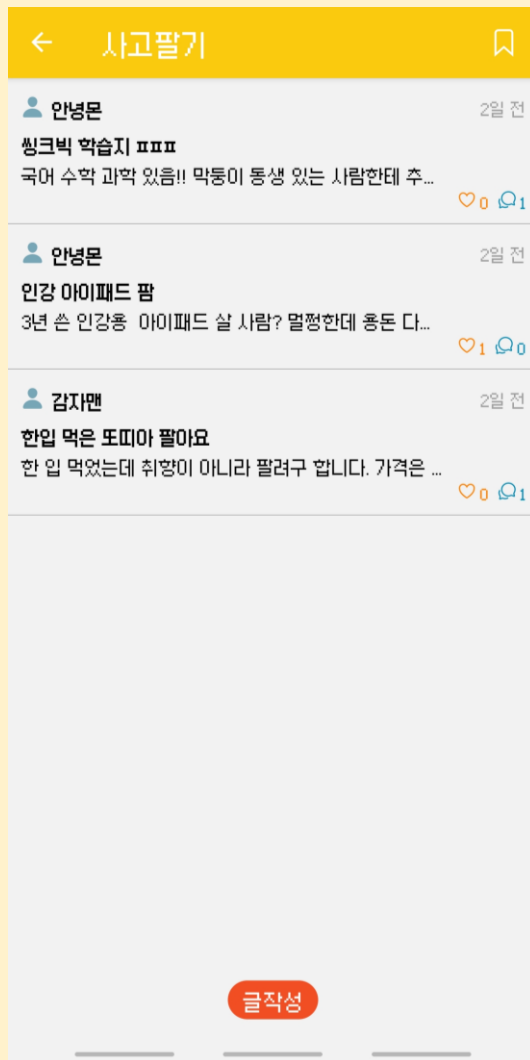 사고팔기
안녕몬
2일 전
씽크빅 학습지 ㅍㅍㅍ
국어 수학 과학 있음!! 막둥이 동생 있는 사람한테 추...
0 1
안녕몬
2일 전
인강 아이패드 팜
3년 쓴 인강용 아이패드 살 사람? 멀쩡한데 용돈 다...
1 0
감자맨
2일 전
한입 먹은 또띠아 팔아요
한 입 먹었는데 취향이 아니라 팔려구 합니다. 가격은 ...
0 1
글작성